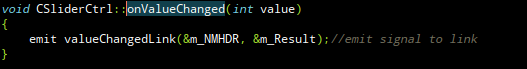 void CSliderCtrl::onValueChanged(int value)
{
    emit valueChangedLink(&m_NMHDR, &m_Result);//emit signal to link
}